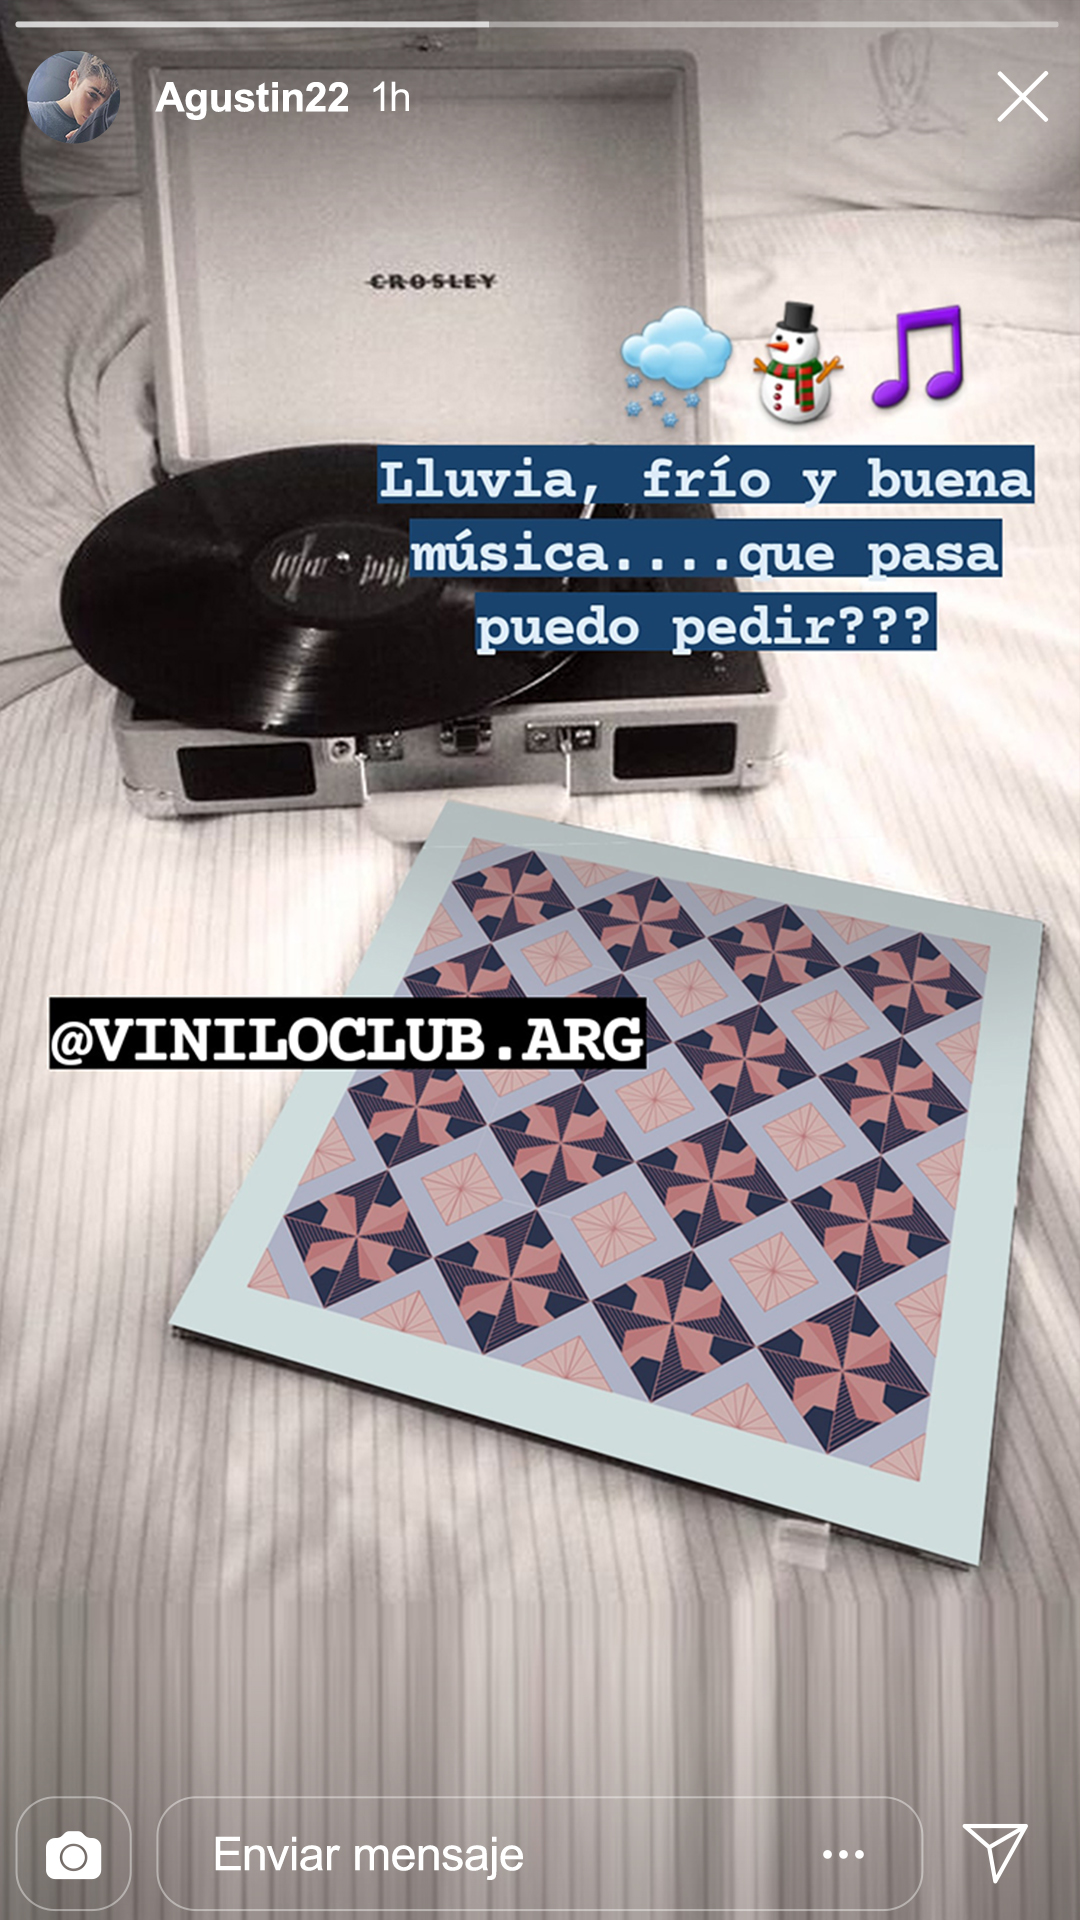 Agustin22 1h
CROSLEY
Lluvia, frío y buena
música....que pasa
puedo pedir???
@VINILOCLUB.ARG
Enviar mensaje